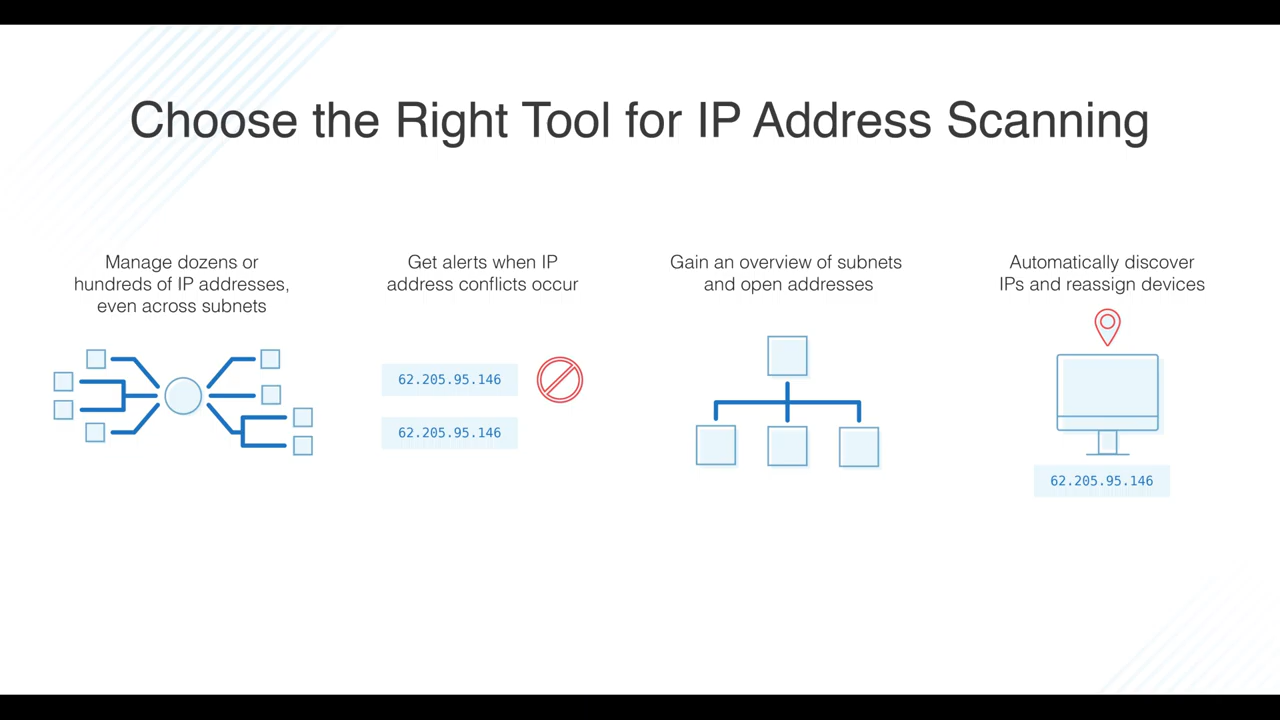 Choose the Right Tool for IP Address Scanning
Manage dozens or
hundreds of IP addresses,
even across subnets
Get alerts when IP
address conflicts occur
62.205.95.146
62.205.95.146
Gain an overview of subnets
and open addresses
Automatically discover
IPs and reassign devices
62.205.95.146